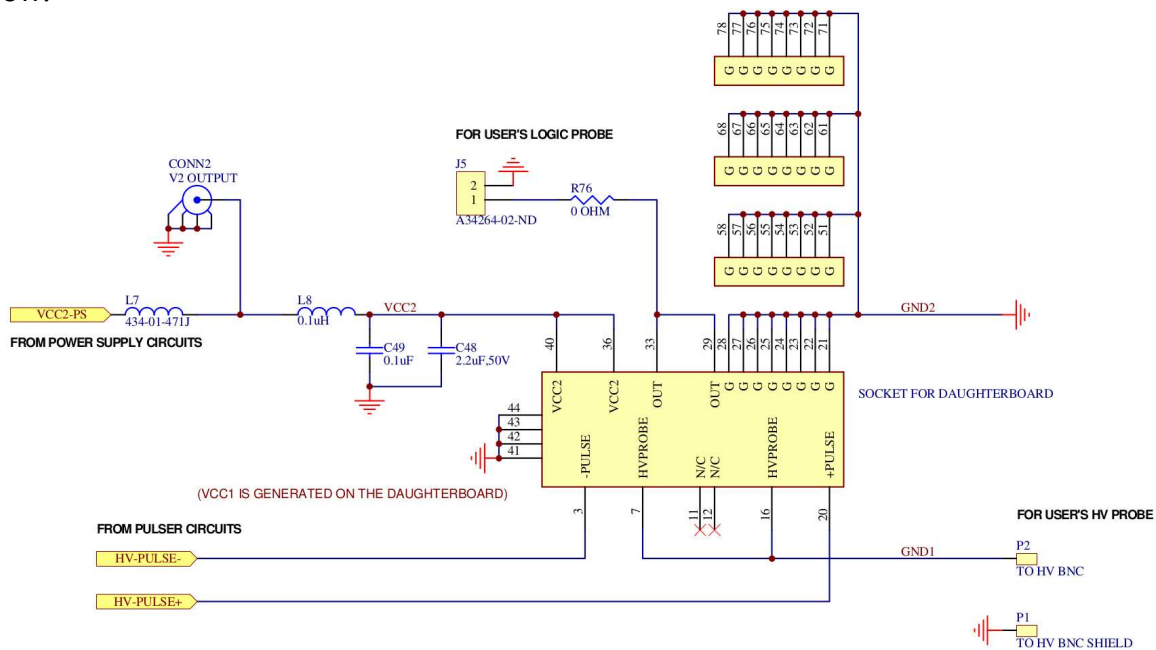 78 77 76 75 74 73 72 71
G G G G G G G G
68 67 66 65 64 63 62 61
G G G G G G G G
58 57 56 55 54 53 52 51
G G G G G G G G
FOR USER'S LOGIC PROBE
J5
2
1
A34264-02-ND
R76
0 OHM
CONN2
V2 OUTPUT
VCC2-PS
L7
434-01-471J
L8
0.1uH
VCC2
GND2
FROM POWER SUPPLY CIRCUITS
C49
0.1uF
C48
2.2uF,50V
40 36 33 29 28 27 26 25 24 23 22 21
VCC2 VCC2 OUT OUT G G G G G G G G
SOCKET FOR DAUGHTERBOARD
44
43
42
41
-PULSE HVPROBE N/C N/C HVPROBE +PULSE
3 7 11 12 16 20
(VCC1 IS GENERATED ON THE DAUGHTERBOARD)
FROM PULSER CIRCUITS
HV-PULSE-
HV-PULSE+
FOR USER'S HV PROBE
GND1
P2
TO HV BNC
P1
TO HV BNC SHIELD